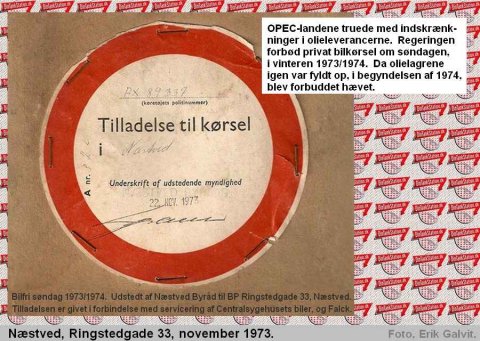 OPEC-landene truede med indskrænk-
ninger i olieleverancerne. Regeringen
forbød privat bilkørsel om søndagen,
i vinteren 1973/1974. Da olielagrene
igen var fyldt op, i begyndelsen af 1974,
blev forbuddet hævet.
(køretøjets politinummer)
Tilladelse til kørsel
i Næstved
A nr.
Underskrift af udstedende myndighed
22. NOV. 1973
Bilfri søndag 1973/1974. Udstedt af Næstved Byråd til BP Ringstedgade 33, Næstved.
Tilladelsen er givet i forbindelse med servicering af Centralsygehusets biler, og Falck.
Næstved, Ringstedgade 33, november 1973.
Foto, Erik Galvit.